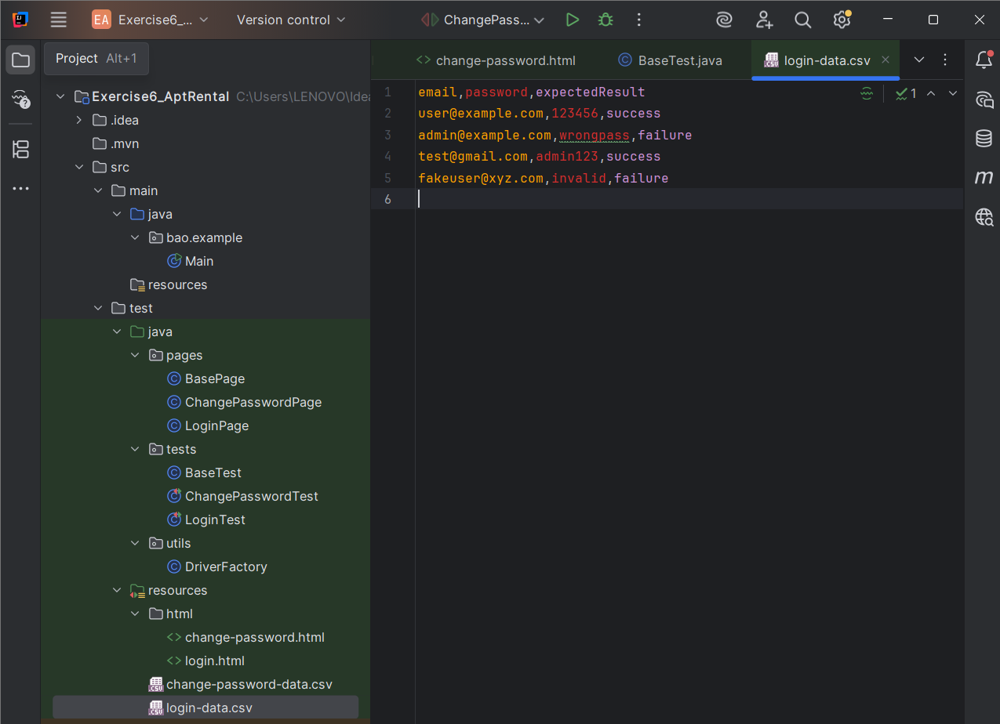 EA Exercise6_... Version control ChangePass...
Project Alt+1
change-password.html BaseTest.java login-data.csv
Exercise6_AptRental C:\Users\LENOVO\Idea
.idea
.mvn
src
main
java
bao.example
Main
resources
test
java
pages
BasePage
ChangePasswordPage
LoginPage
tests
BaseTest
ChangePasswordTest
LoginTest
utils
DriverFactory
resources
html
change-password.html
login.html
change-password-data.csv
login-data.csv
1 email,password,expectedResult
2 user@example.com,123456,success
3 admin@example.com,wrongpass,failure
4 test@gmail.com,admin123,success
5 fakeuser@xyz.com,invalid,failure
6
1
m